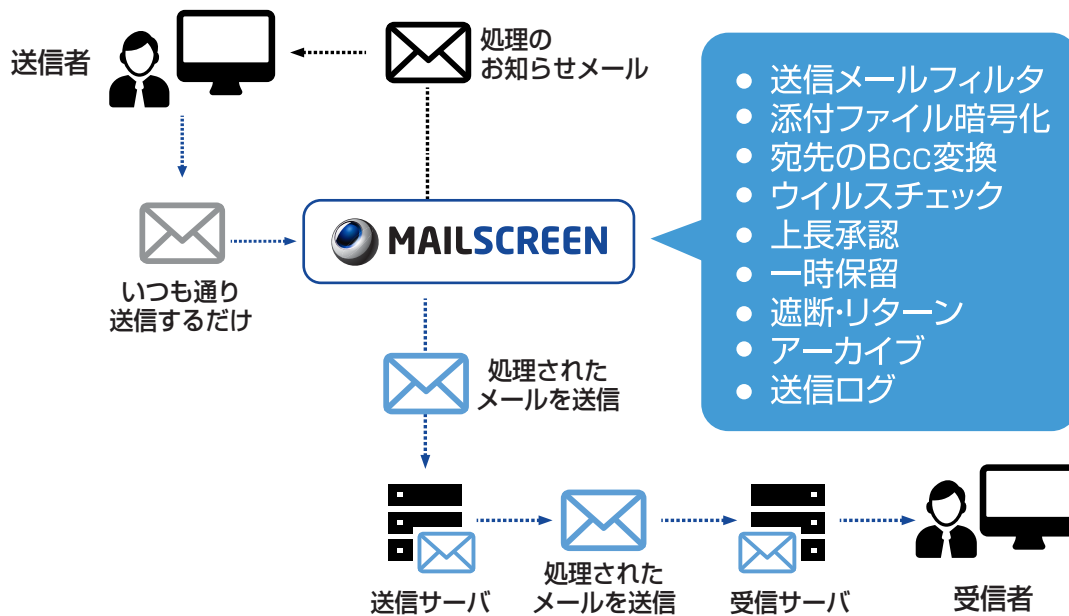 送信者
処理の
お知らせメール
いつも通り
送信するだけ
MAILSCREEN
● 送信メールフィルタ
● 添付ファイル暗号化
● 宛先のBcc変換
● ウイルスチェック
● 上長承認
● 一時保留
● 遮断・リターン
● アーカイブ
● 送信ログ
処理された
メールを送信
送信サーバ
処理された
メールを送信
受信サーバ
受信者